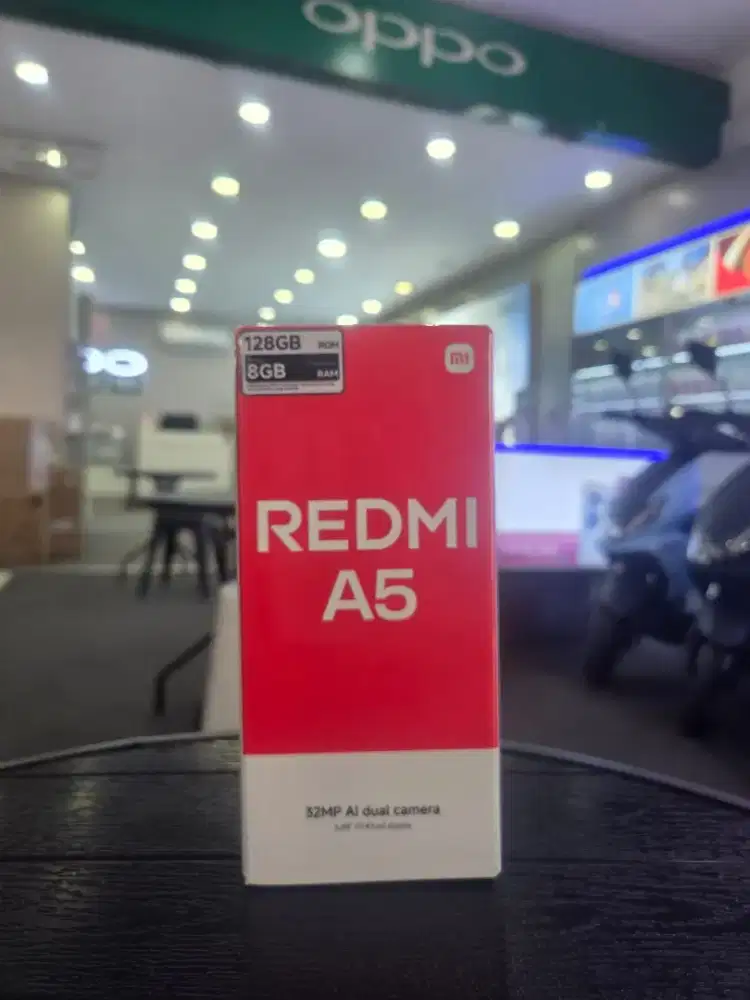 oppo
128GB ROM
8GB RAM
mi
REDMI
A5
32MP AI dual camera